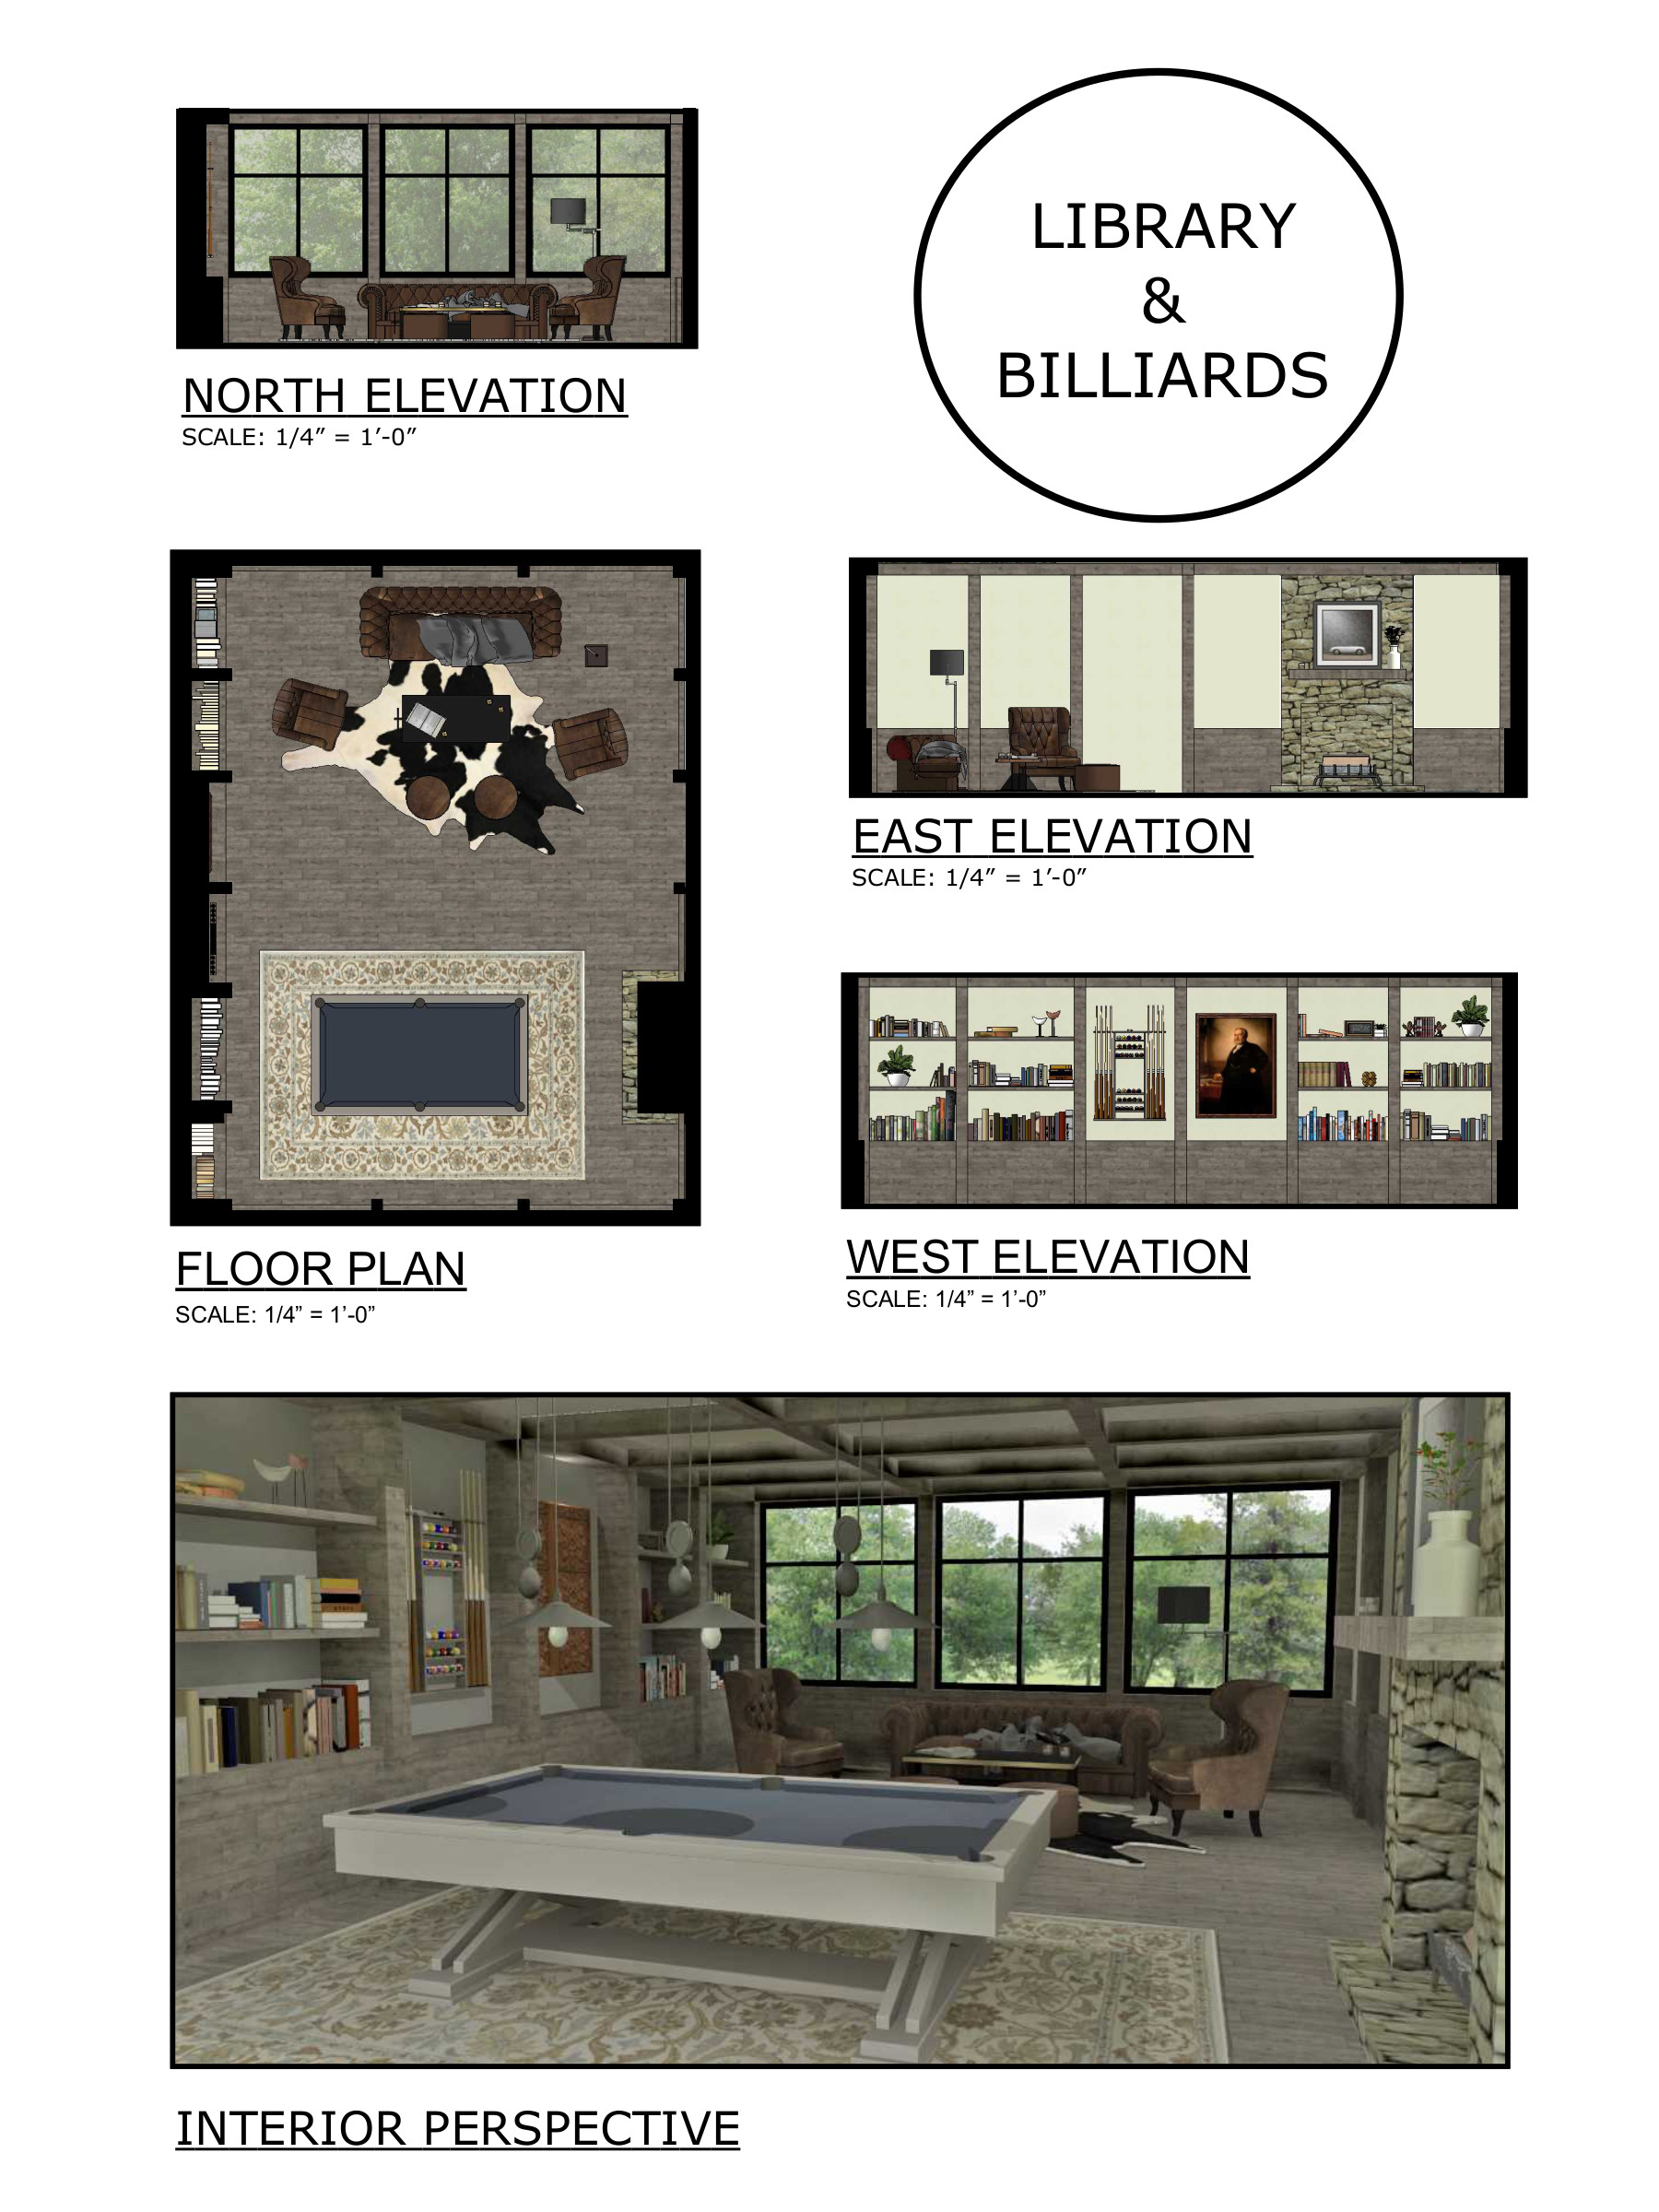 LIBRARY
&
BILLIARDS
NORTH ELEVATION
SCALE: 1/4” = 1’-0”
EAST ELEVATION
SCALE: 1/4” = 1’-0”
WEST ELEVATION
SCALE: 1/4” = 1’-0”
FLOOR PLAN
SCALE: 1/4” = 1’-0”
INTERIOR PERSPECTIVE